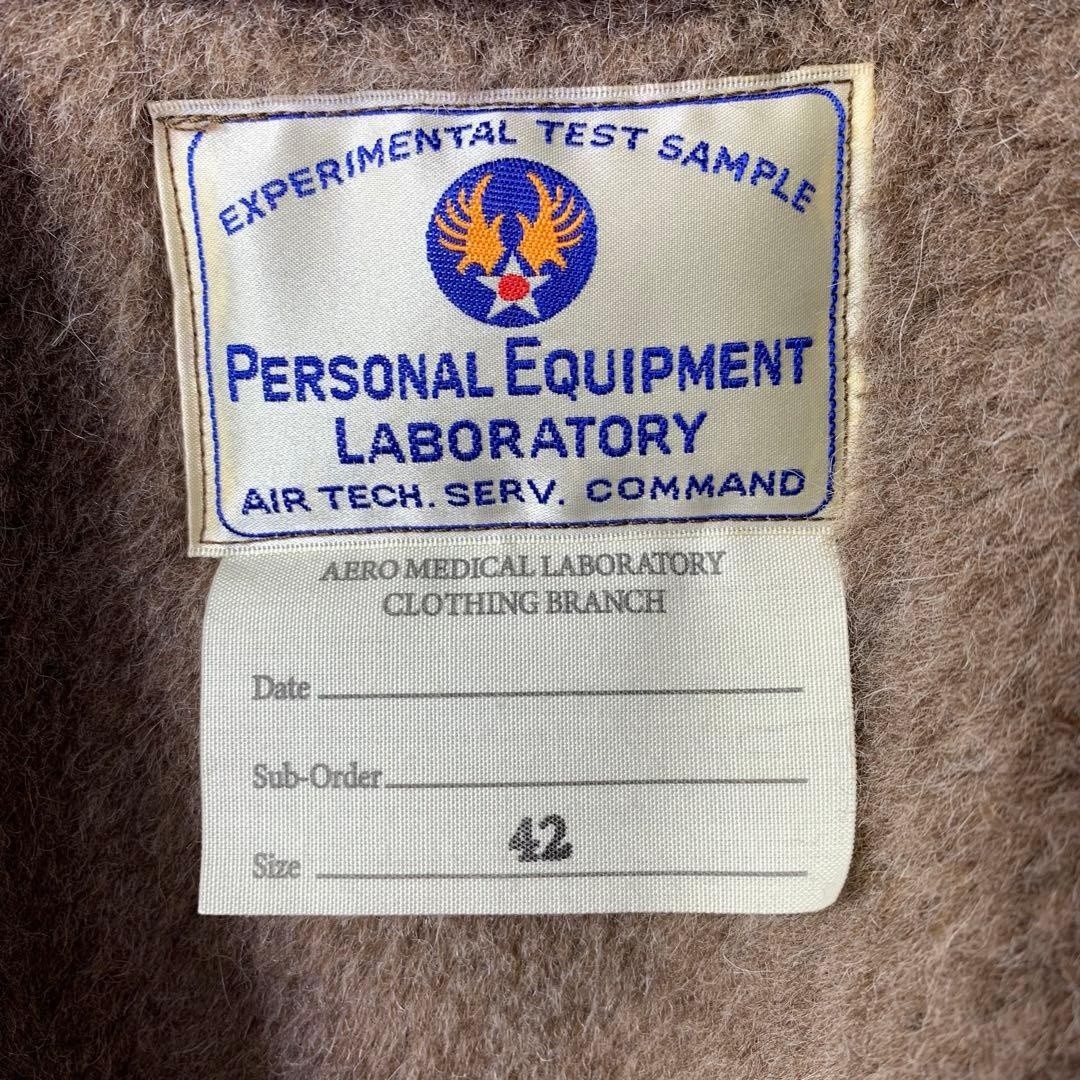 EXPERIMENTAL TEST SAMPLE
PERSONAL EQUIPMENT
LABORATORY
AIR TECH. SERV. COMMAND
AERO MEDICAL LABORATORY
CLOTHING BRANCH
Date
Sub-Order
Size 42